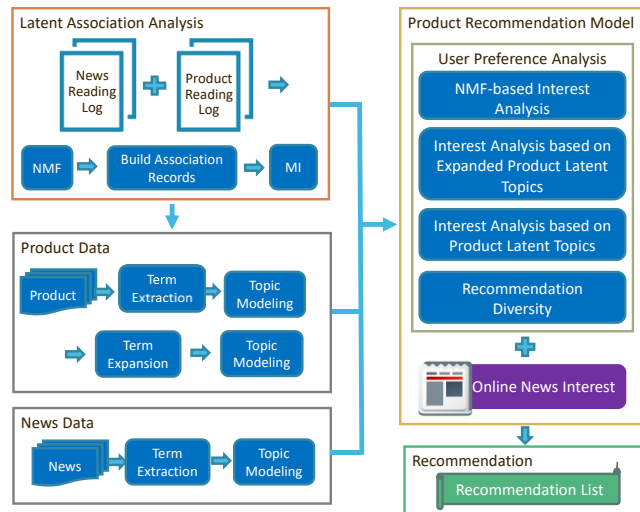 Latent Association Analysis
News
Reading
Log
Product
Reading
Log
NMF
Build Association
Records
MI
Product Data
Product
Term
Extraction
Topic
Modeling
Term
Expansion
Topic
Modeling
News Data
News
Term
Extraction
Topic
Modeling
Product Recommendation Model
User Preference Analysis
NMF-based Interest
Analysis
Interest Analysis based on
Expanded Product Latent
Topics
Interest Analysis based on
Product Latent Topics
Recommendation
Diversity
Online News Interest
Recommendation
Recommendation List